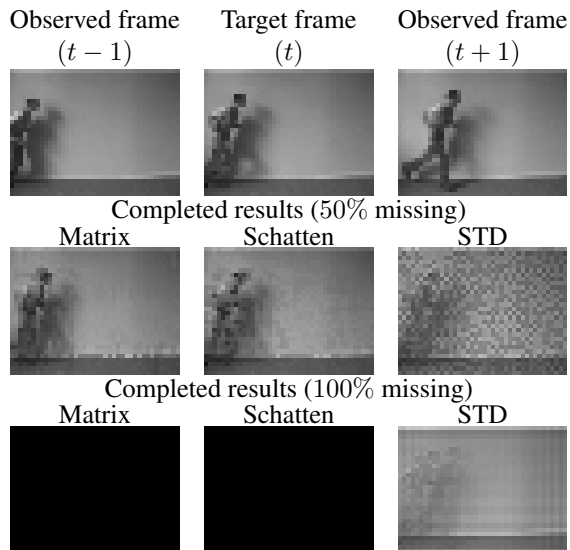 Observed frame Target frame Observed frame
(t − 1) (t) (t + 1)
Completed results (50% missing)
Matrix Schatten STD
Completed results (100% missing)
Matrix Schatten STD